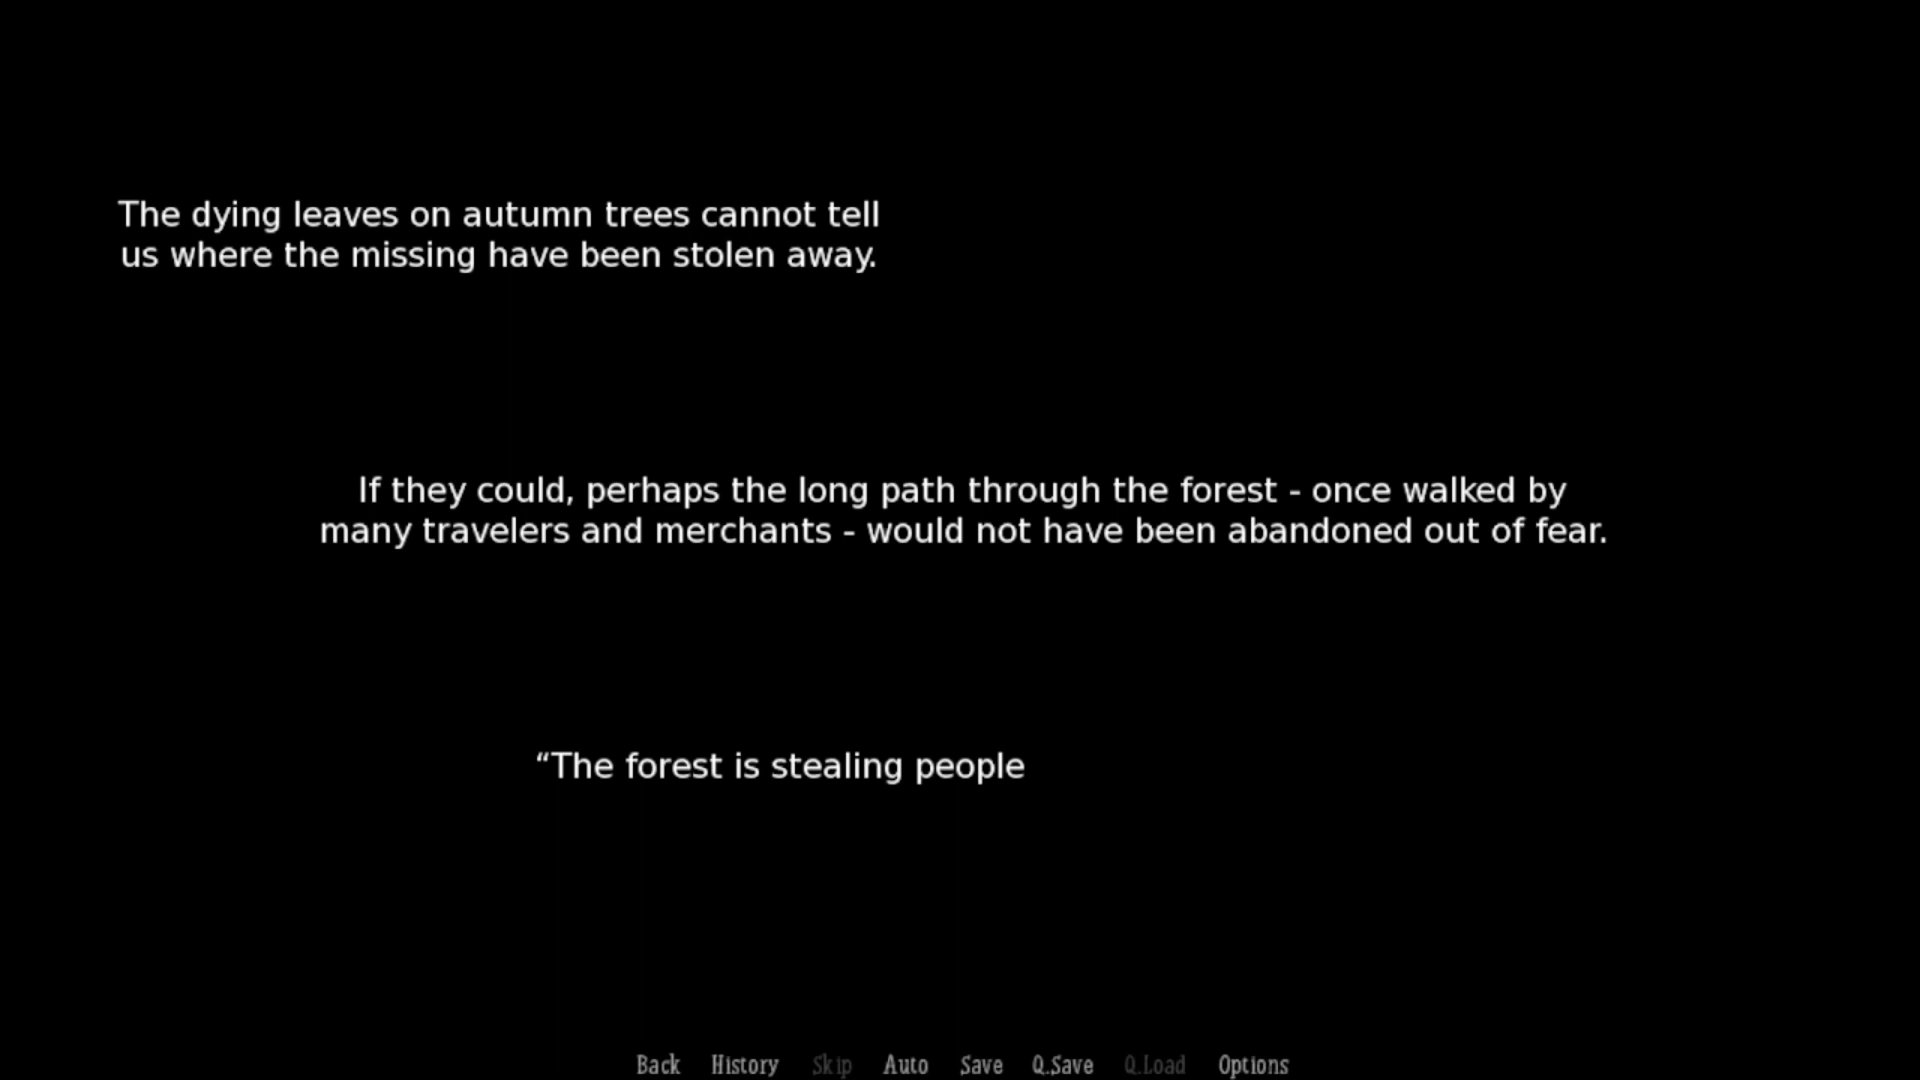 The dying leaves on autumn trees cannot tell
us where the missing have been stolen away.
If they could, perhaps the long path through the forest - once walked by
many travelers and merchants - would not have been abandoned out of fear.
“The forest is stealing people
Back History Skip Auto Save Q.Save Q.Load Options